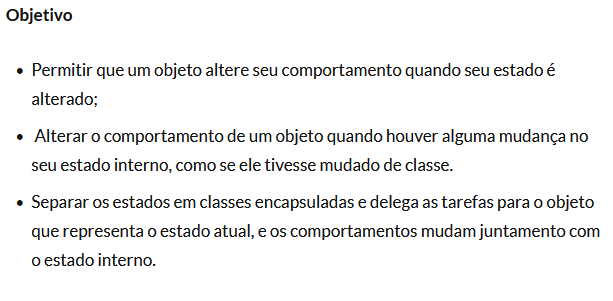 Objetivo
• Permitir que um objeto altere seu comportamento quando seu estado é
alterado;
• Alterar o comportamento de um objeto quando houver alguma mudança no
seu estado interno, como se ele tivesse mudado de classe.
• Separar os estados em classes encapsuladas e delega as tarefas para o objeto
que representa o estado atual, e os comportamentos mudam juntamento com
o estado interno.